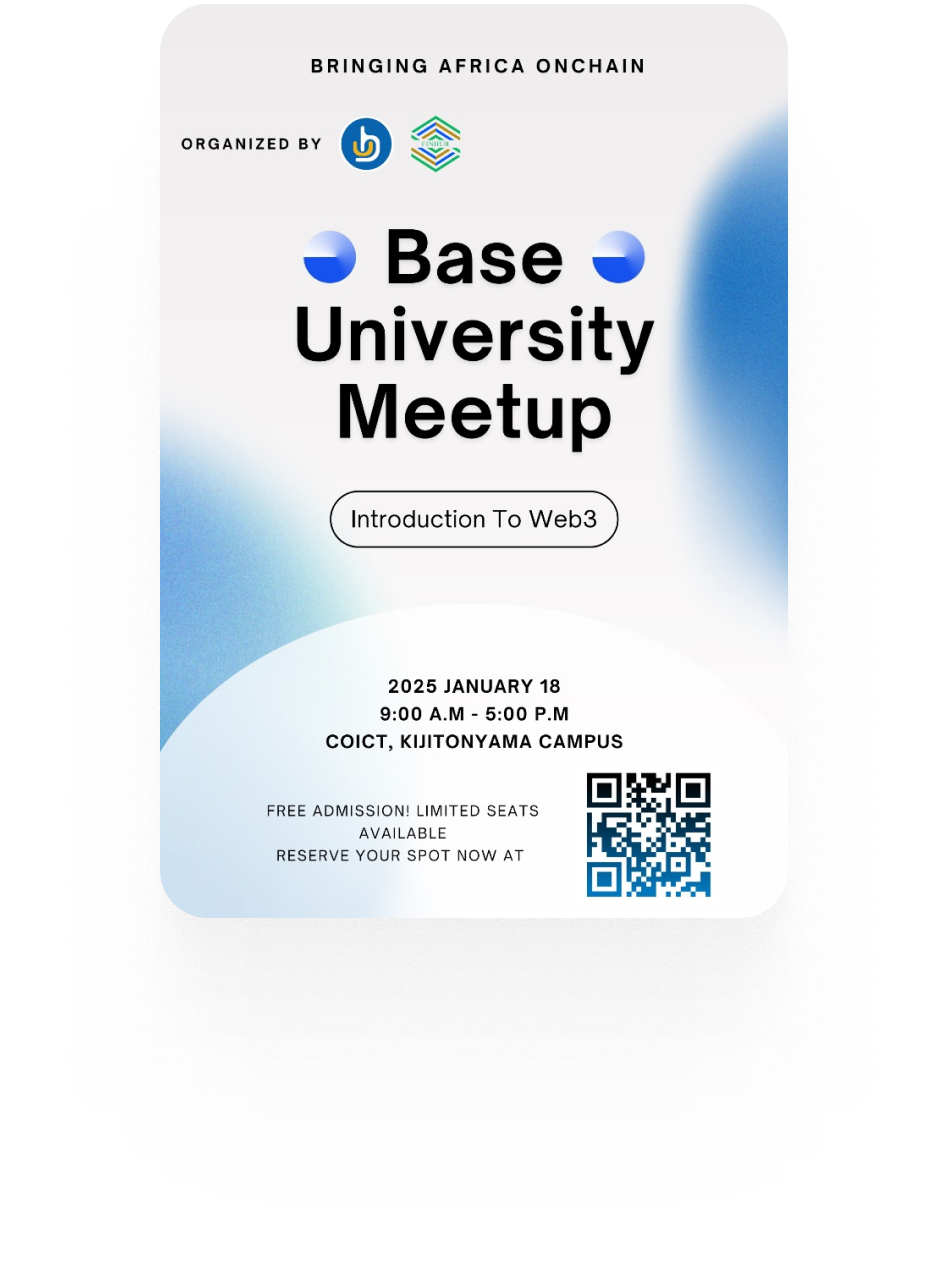 BRINGING AFRICA ONCHAIN
ORGANIZED BY
FINHUB
Base
University
Meetup
Introduction To Web3
2025 JANUARY 18
9:00 A.M - 5:00 P.M
COICT, KIJITONYAMA CAMPUS
FREE ADMISSION! LIMITED SEATS
AVAILABLE
RESERVE YOUR SPOT NOW AT